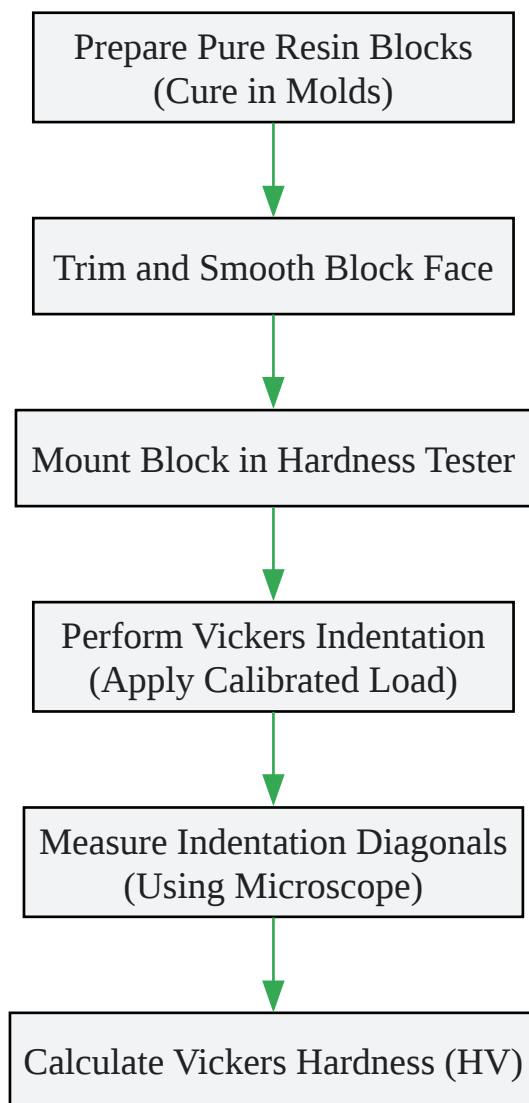 Prepare Pure Resin Blocks
(Cure in Molds)
Trim and Smooth Block Face
Mount Block in Hardness Tester
Perform Vickers Indentation
(Apply Calibrated Load)
Measure Indentation Diagonals
(Using Microscope)
Calculate Vickers Hardness (HV)